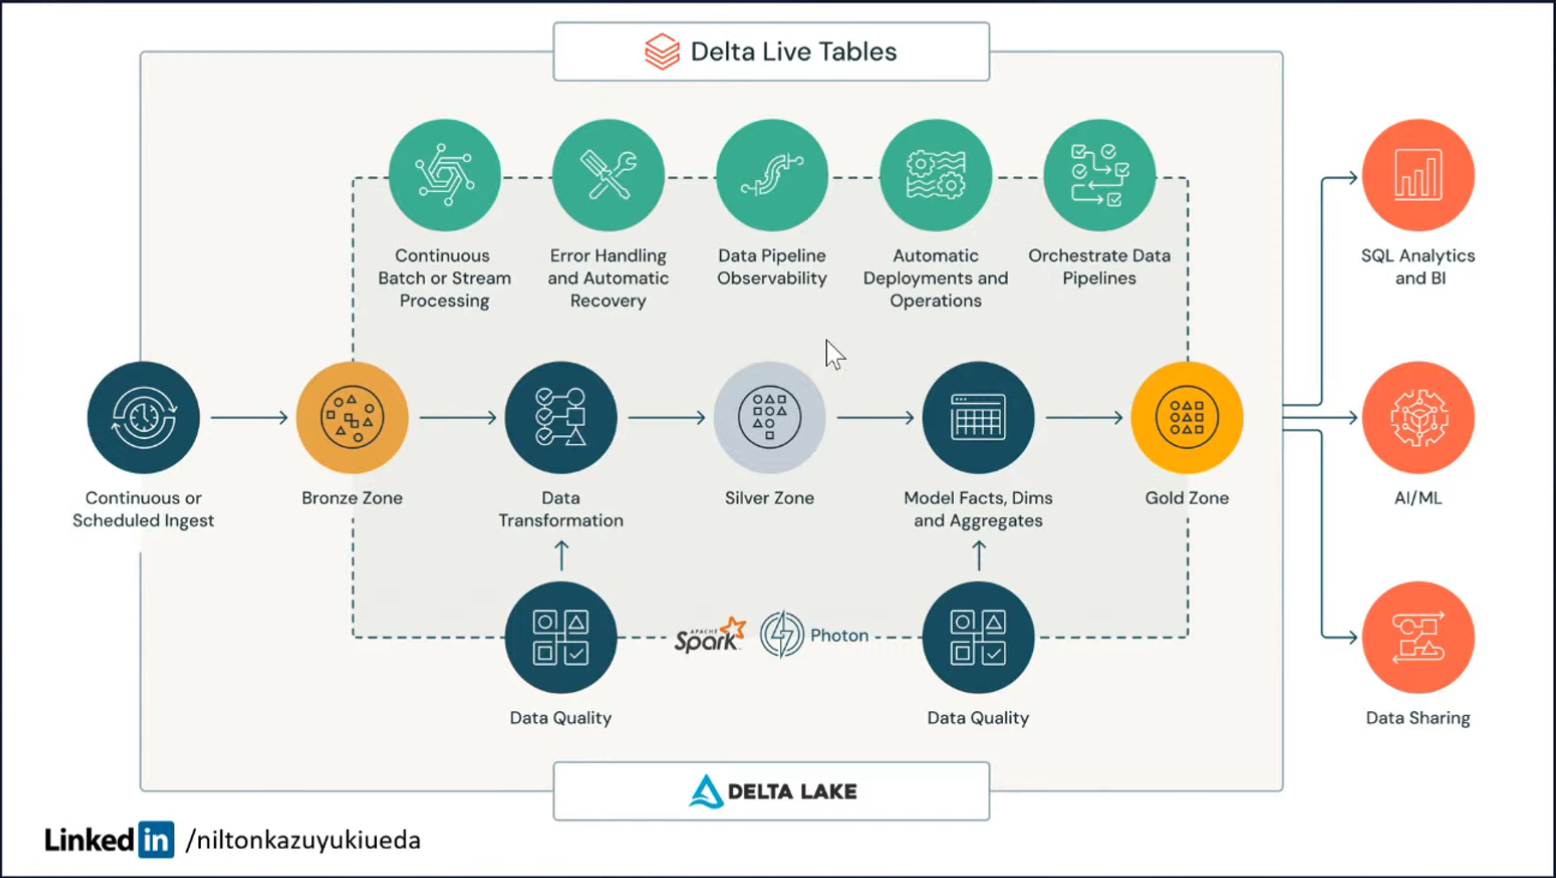 Delta Live Tables
Continuous
Batch or Stream
Processing
Error Handling
and Automatic
Recovery
Data Pipeline
Observability
Automatic
Deployments and
Operations
Orchestrate Data
Pipelines
SQL Analytics
and BI
Continuous or
Scheduled Ingest
Bronze Zone
Data
Transformation
Silver Zone
Model Facts, Dims
and Aggregates
Gold Zone
AI/ML
APACHE
Spark
Photon
Data Quality
Data Quality
Data Sharing
DELTA LAKE
Linked in /niltonkazuyukiueda